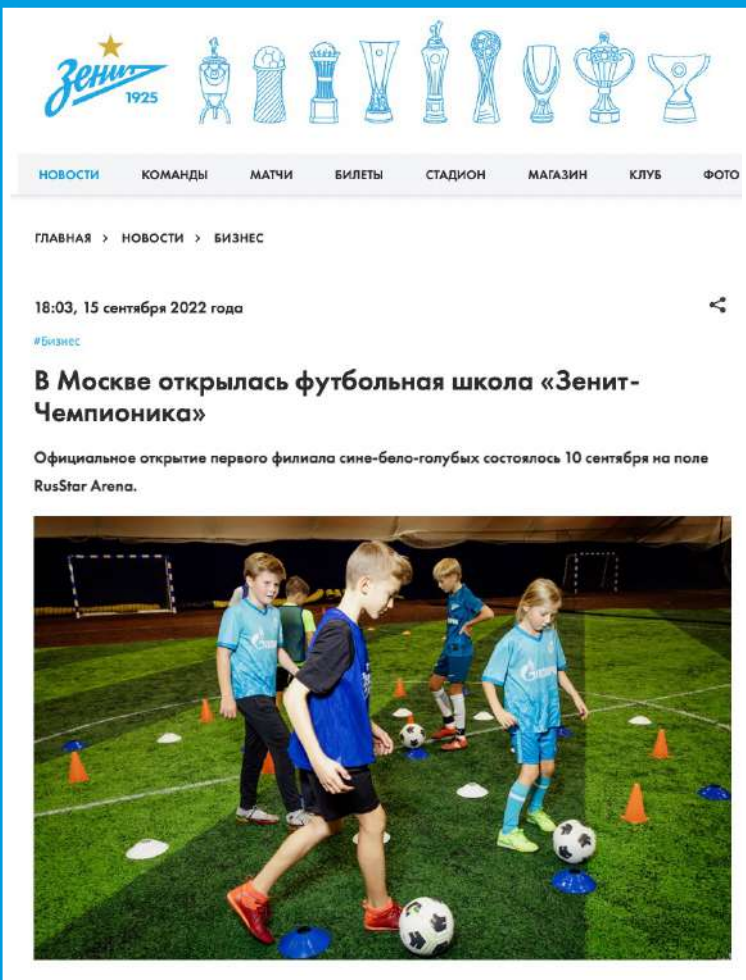 Зенит
1925
НОВОСТИ КОМАНДЫ МАТЧИ БИЛЕТЫ СТАДИОН МАГАЗИН КЛУБ ФОТО
ГЛАВНАЯ > НОВОСТИ > БИЗНЕС
18:03, 15 сентября 2022 года
#Бизнес
В Москве открылась футбольная школа «Зенит-
Чемпионика»
Официальное открытие первого филиала сине-бело-голубых состоялось 10 сентября на поле
RusStar Arena.